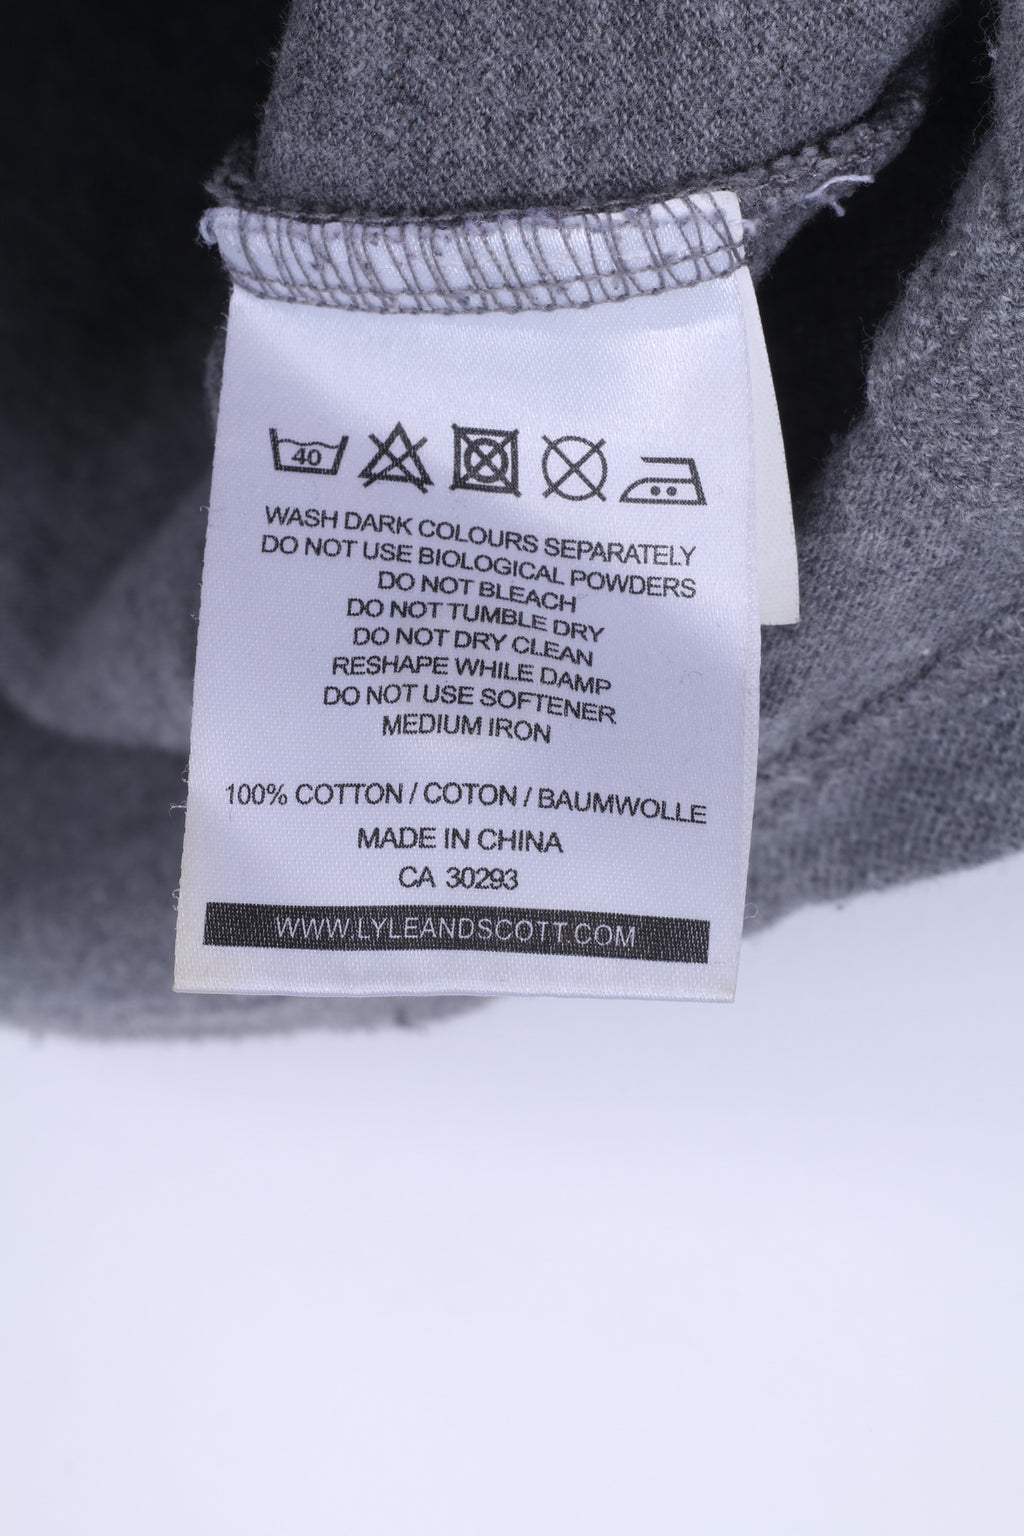 40
WASH DARK COLOURS SEPARATELY
DO NOT USE BIOLOGICAL POWDERS
DO NOT BLEACH
DO NOT TUMBLE DRY
DO NOT DRY CLEAN
RESHAPE WHILE DAMP
DO NOT USE SOFTENER
MEDIUM IRON
100% COTTON / COTON / BAUMWOLLE
MADE IN CHINA
CA 30293
WWW.LYLEANDSCOTT.COM